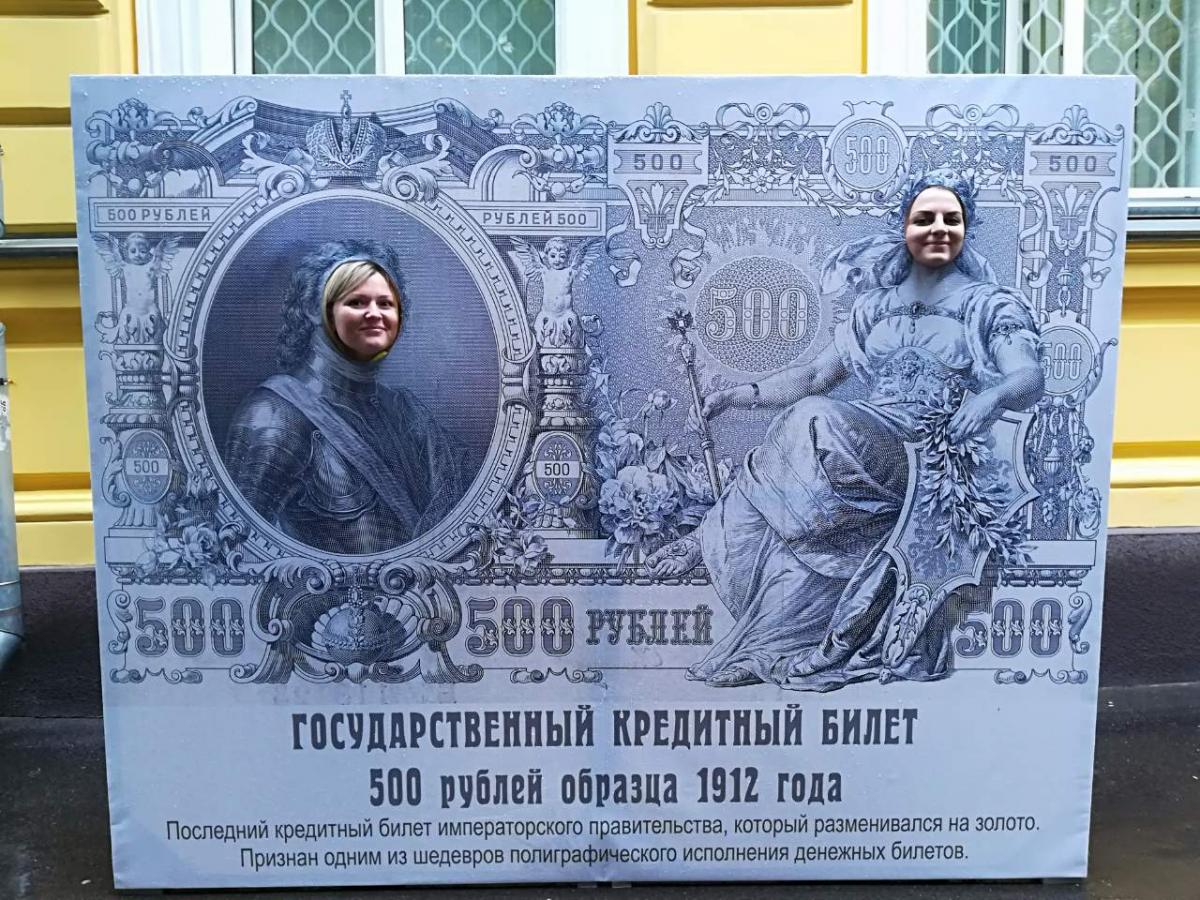 500
500
500
500 РУБЛЕЙ
РУБЛЕЙ 500
500
500
500
500
500
500 500 РУБЛЕЙ 500
ГОСУДАРСТВЕННЫЙ КРЕДИТНЫЙ БИЛЕТ
500 рублей образца 1912 года
Последний кредитный билет императорского правительства, который разменивался на золото.
Признан одним из шедевров полиграфического исполнения денежных билетов.